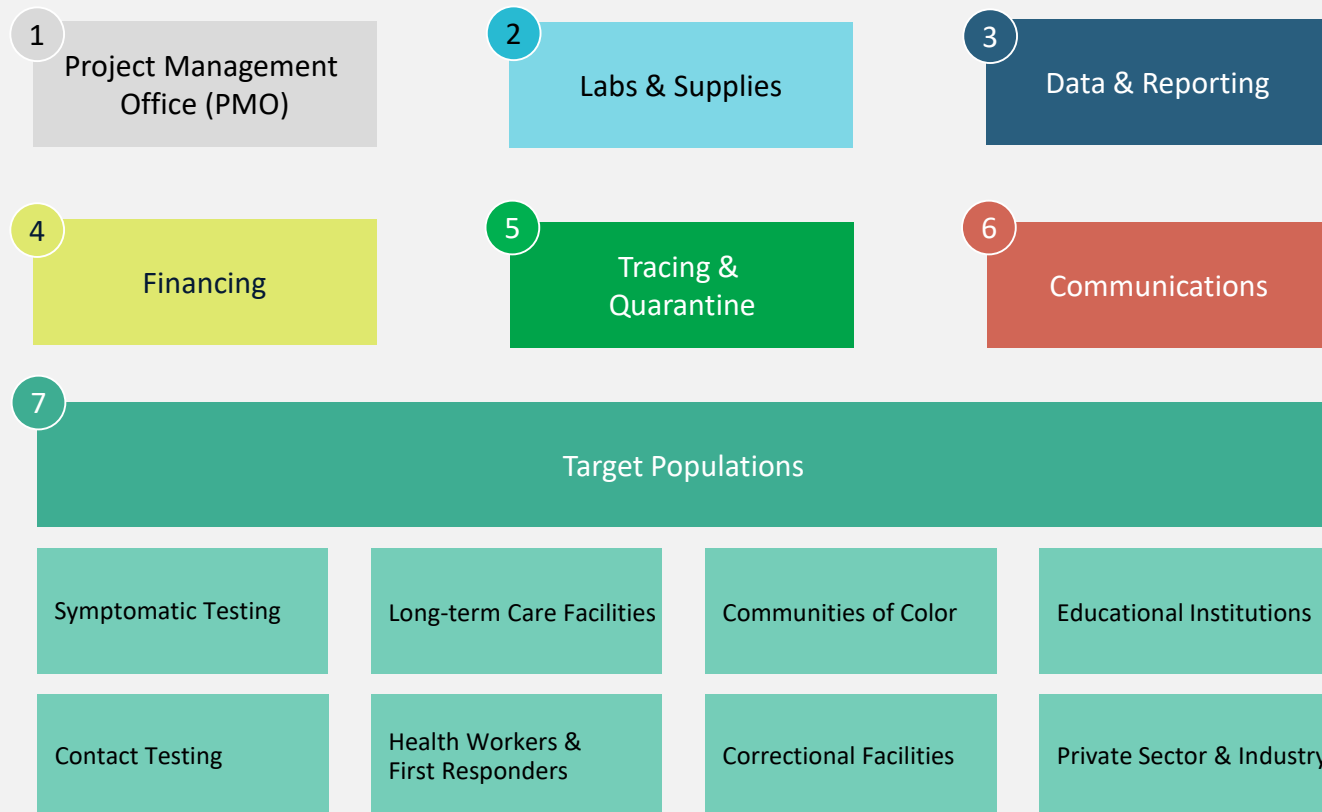 1
Project Management
Office (PMO)
2
Labs & Supplies
3
Data & Reporting
4
Financing
5
Tracing &
Quarantine
6
Communications
7
Target Populations
Symptomatic Testing
Long-term Care Facilities
Communities of Color
Educational Institutions
Contact Testing
Health Workers &
First Responders
Correctional Facilities
Private Sector & Industry